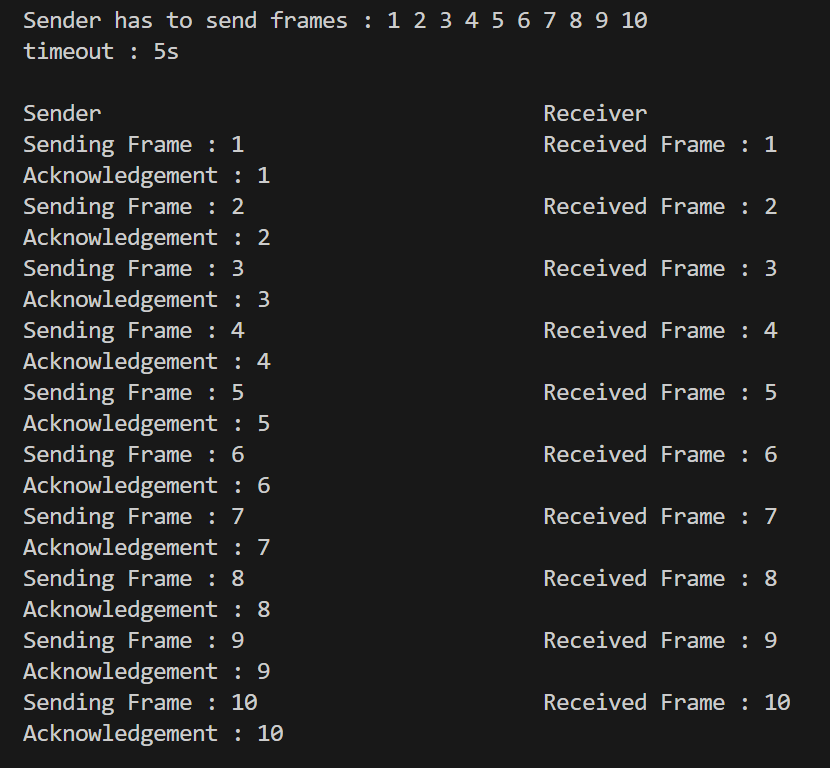 Sender has to send frames : 1 2 3 4 5 6 7 8 9 10
timeout : 5s
Sender Receiver
Sending Frame : 1 Received Frame : 1
Acknowledgement : 1
Sending Frame : 2 Received Frame : 2
Acknowledgement : 2
Sending Frame : 3 Received Frame : 3
Acknowledgement : 3
Sending Frame : 4 Received Frame : 4
Acknowledgement : 4
Sending Frame : 5 Received Frame : 5
Acknowledgement : 5
Sending Frame : 6 Received Frame : 6
Acknowledgement : 6
Sending Frame : 7 Received Frame : 7
Acknowledgement : 7
Sending Frame : 8 Received Frame : 8
Acknowledgement : 8
Sending Frame : 9 Received Frame : 9
Acknowledgement : 9
Sending Frame : 10 Received Frame : 10
Acknowledgement : 10